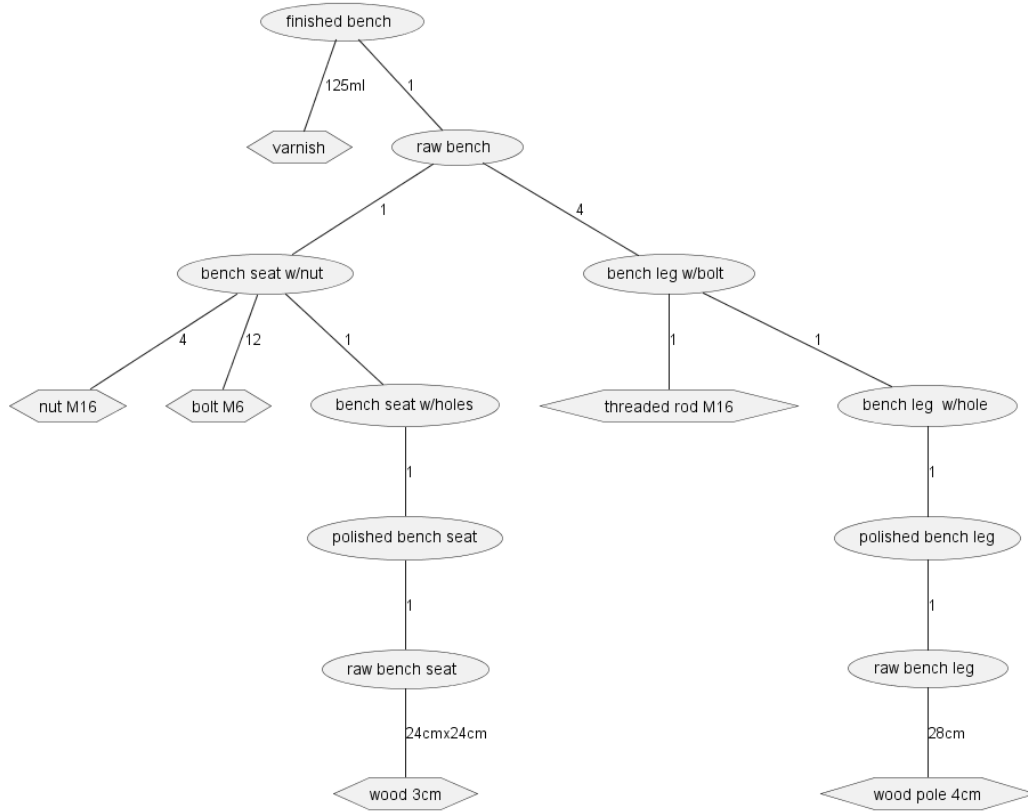 finished bench
125ml
1
varnish
raw bench
1
4
bench seat w/nut
bench leg w/bolt
4
12
1
1
1
nut M16
bolt M6
bench seat w/holes
threaded rod M16
bench leg w/hole
1
1
polished bench seat
polished bench leg
1
1
raw bench seat
raw bench leg
24cmx24cm
28cm
wood 3cm
wood pole 4cm